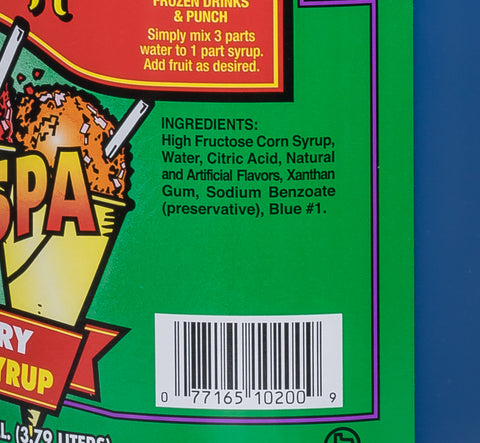 FROZEN DRINKS
& PUNCH
Simply mix 3 parts
water to 1 part syrup.
Add fruit as desired.
INGREDIENTS:
High Fructose Corn Syrup,
Water, Citric Acid, Natural
and Artificial Flavors, Xanthan
Gum, Sodium Benzoate
(preservative), Blue #1.
SPA
RY
YRUP
L. (3.79 LITERS)
0 77165 10200 9